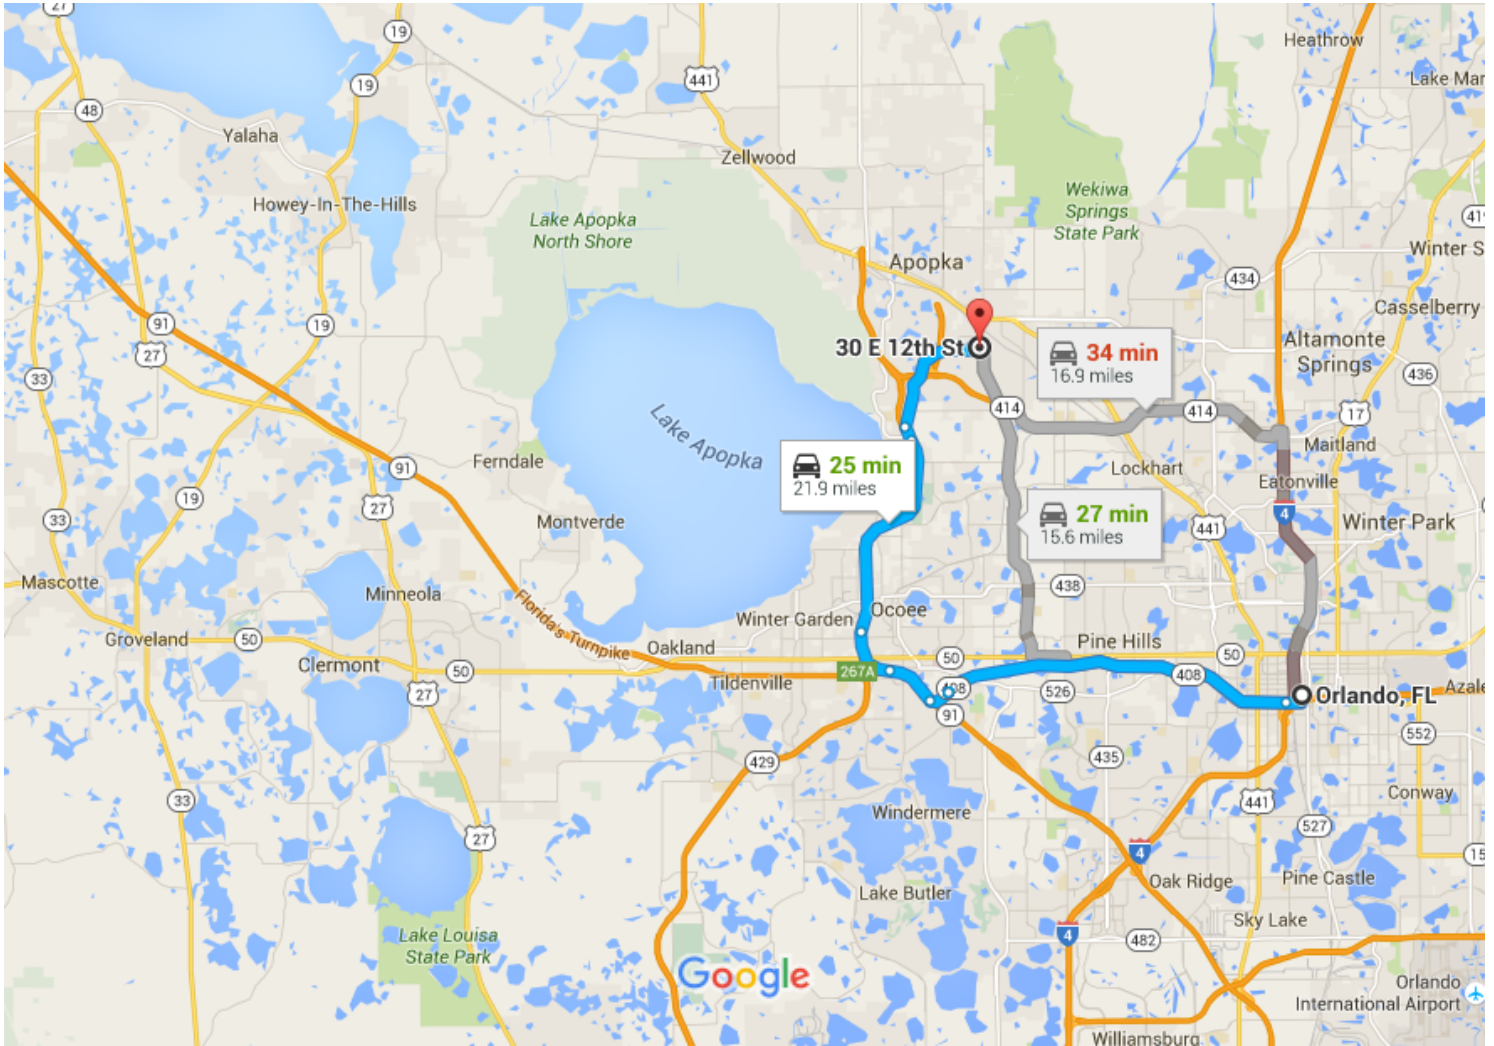 27
19
Heathrow
441
19
Lake Mar
48
Yalaha
Zellwood
Wekiwa
Springs
State Park
Howey-In-The-Hills
Lake Apopka
North Shore
419
Winter S
Apopka
434
Casselberry
91
19
27
30 E 12th St
34 min
16.9 miles
Altamonte
Springs
33
436
414
414
17
Lake Apopka
Maitland
Ferndale
91
25 min
21.9 miles
Lockhart
Eatonville
19
27
Montverde
27 min
15.6 miles
441
4
Winter Park
33
Mascotte
Minneola
438
Florida's Turnpike
Winter Garden
Ocoee
Groveland
50
Oakland
Pine Hills
Clermont
50
267A
50
50
Tildenville
408
526
408
Orlando, FL
Azale
27
91
552
429
435
33
Windermere
441
Conway
527
27
4
15
Oak Ridge
Pine Castle
Lake Butler
Sky Lake
Lake Louisa
State Park
4
482
Google
Orlando
International Airport
Williamsburg